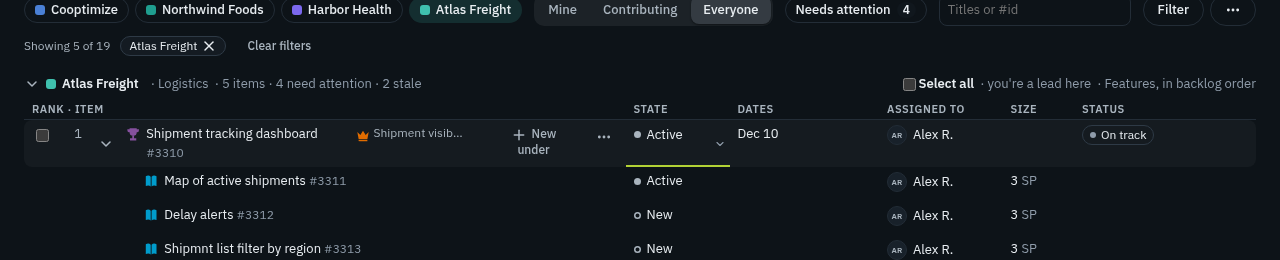 Cooptimize Northwind Foods Harbor Health Atlas Freight Mine Contributing Everyone Needs attention 4 Titles or #id Filter ···
Showing 5 of 19 Atlas Freight Clear filters
Atlas Freight · Logistics · 5 items · 4 need attention · 2 stale Select all · you're a lead here · Features, in backlog order
RANK · ITEM STATE DATES ASSIGNED TO SIZE STATUS
1 Shipment tracking dashboard Shipment visib... + New ··· Active Dec 10 AR Alex R. On track
#3310 under
Map of active shipments #3311 Active AR Alex R. 3 SP
Delay alerts #3312 New AR Alex R. 3 SP
Shipmnt list filter by region #3313 New AR Alex R. 3 SP